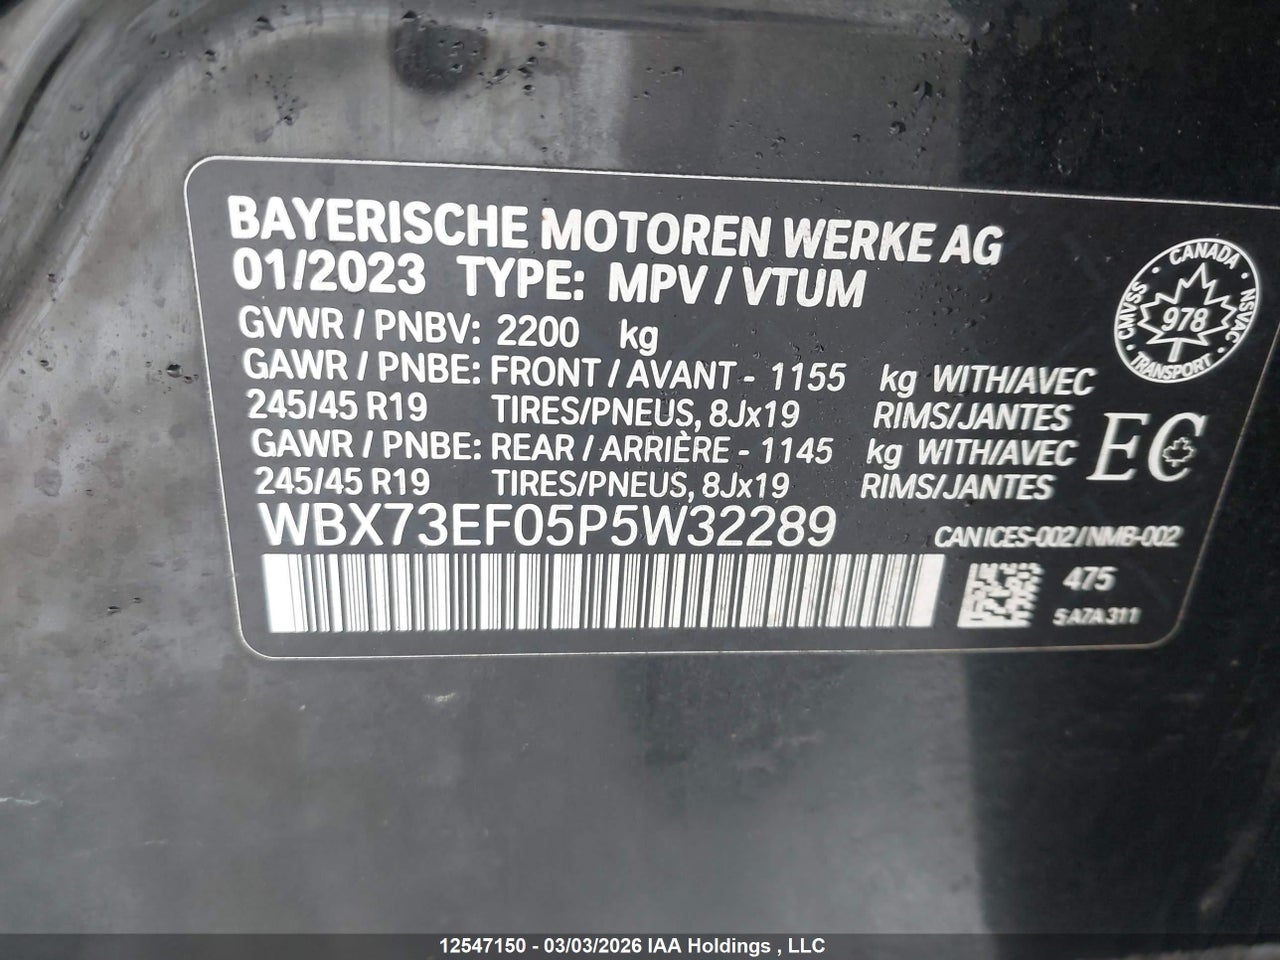 BAYERISCHE MOTOREN WERKE AG
01/2023 TYPE: MPV / VTUM
GVWR / PNBV: 2200 kg
GAWR / PNBE: FRONT / AVANT - 1155 kg WITH/AVEC
245/45 R19 TIRES/PNEUS, 8Jx19 RIMS/JANTES
GAWR / PNBE: REAR / ARRIÈRE - 1145 kg WITH/AVEC
245/45 R19 TIRES/PNEUS, 8Jx19 RIMS/JANTES
WBX73EF05P5W32289
CANADA
CMVSS
978
NSVAC
TRANSPORT
EC
CAN ICES-002/NMB-002
475
5 A7A 311
12547150 - 03/03/2026 IAA Holdings , LLC